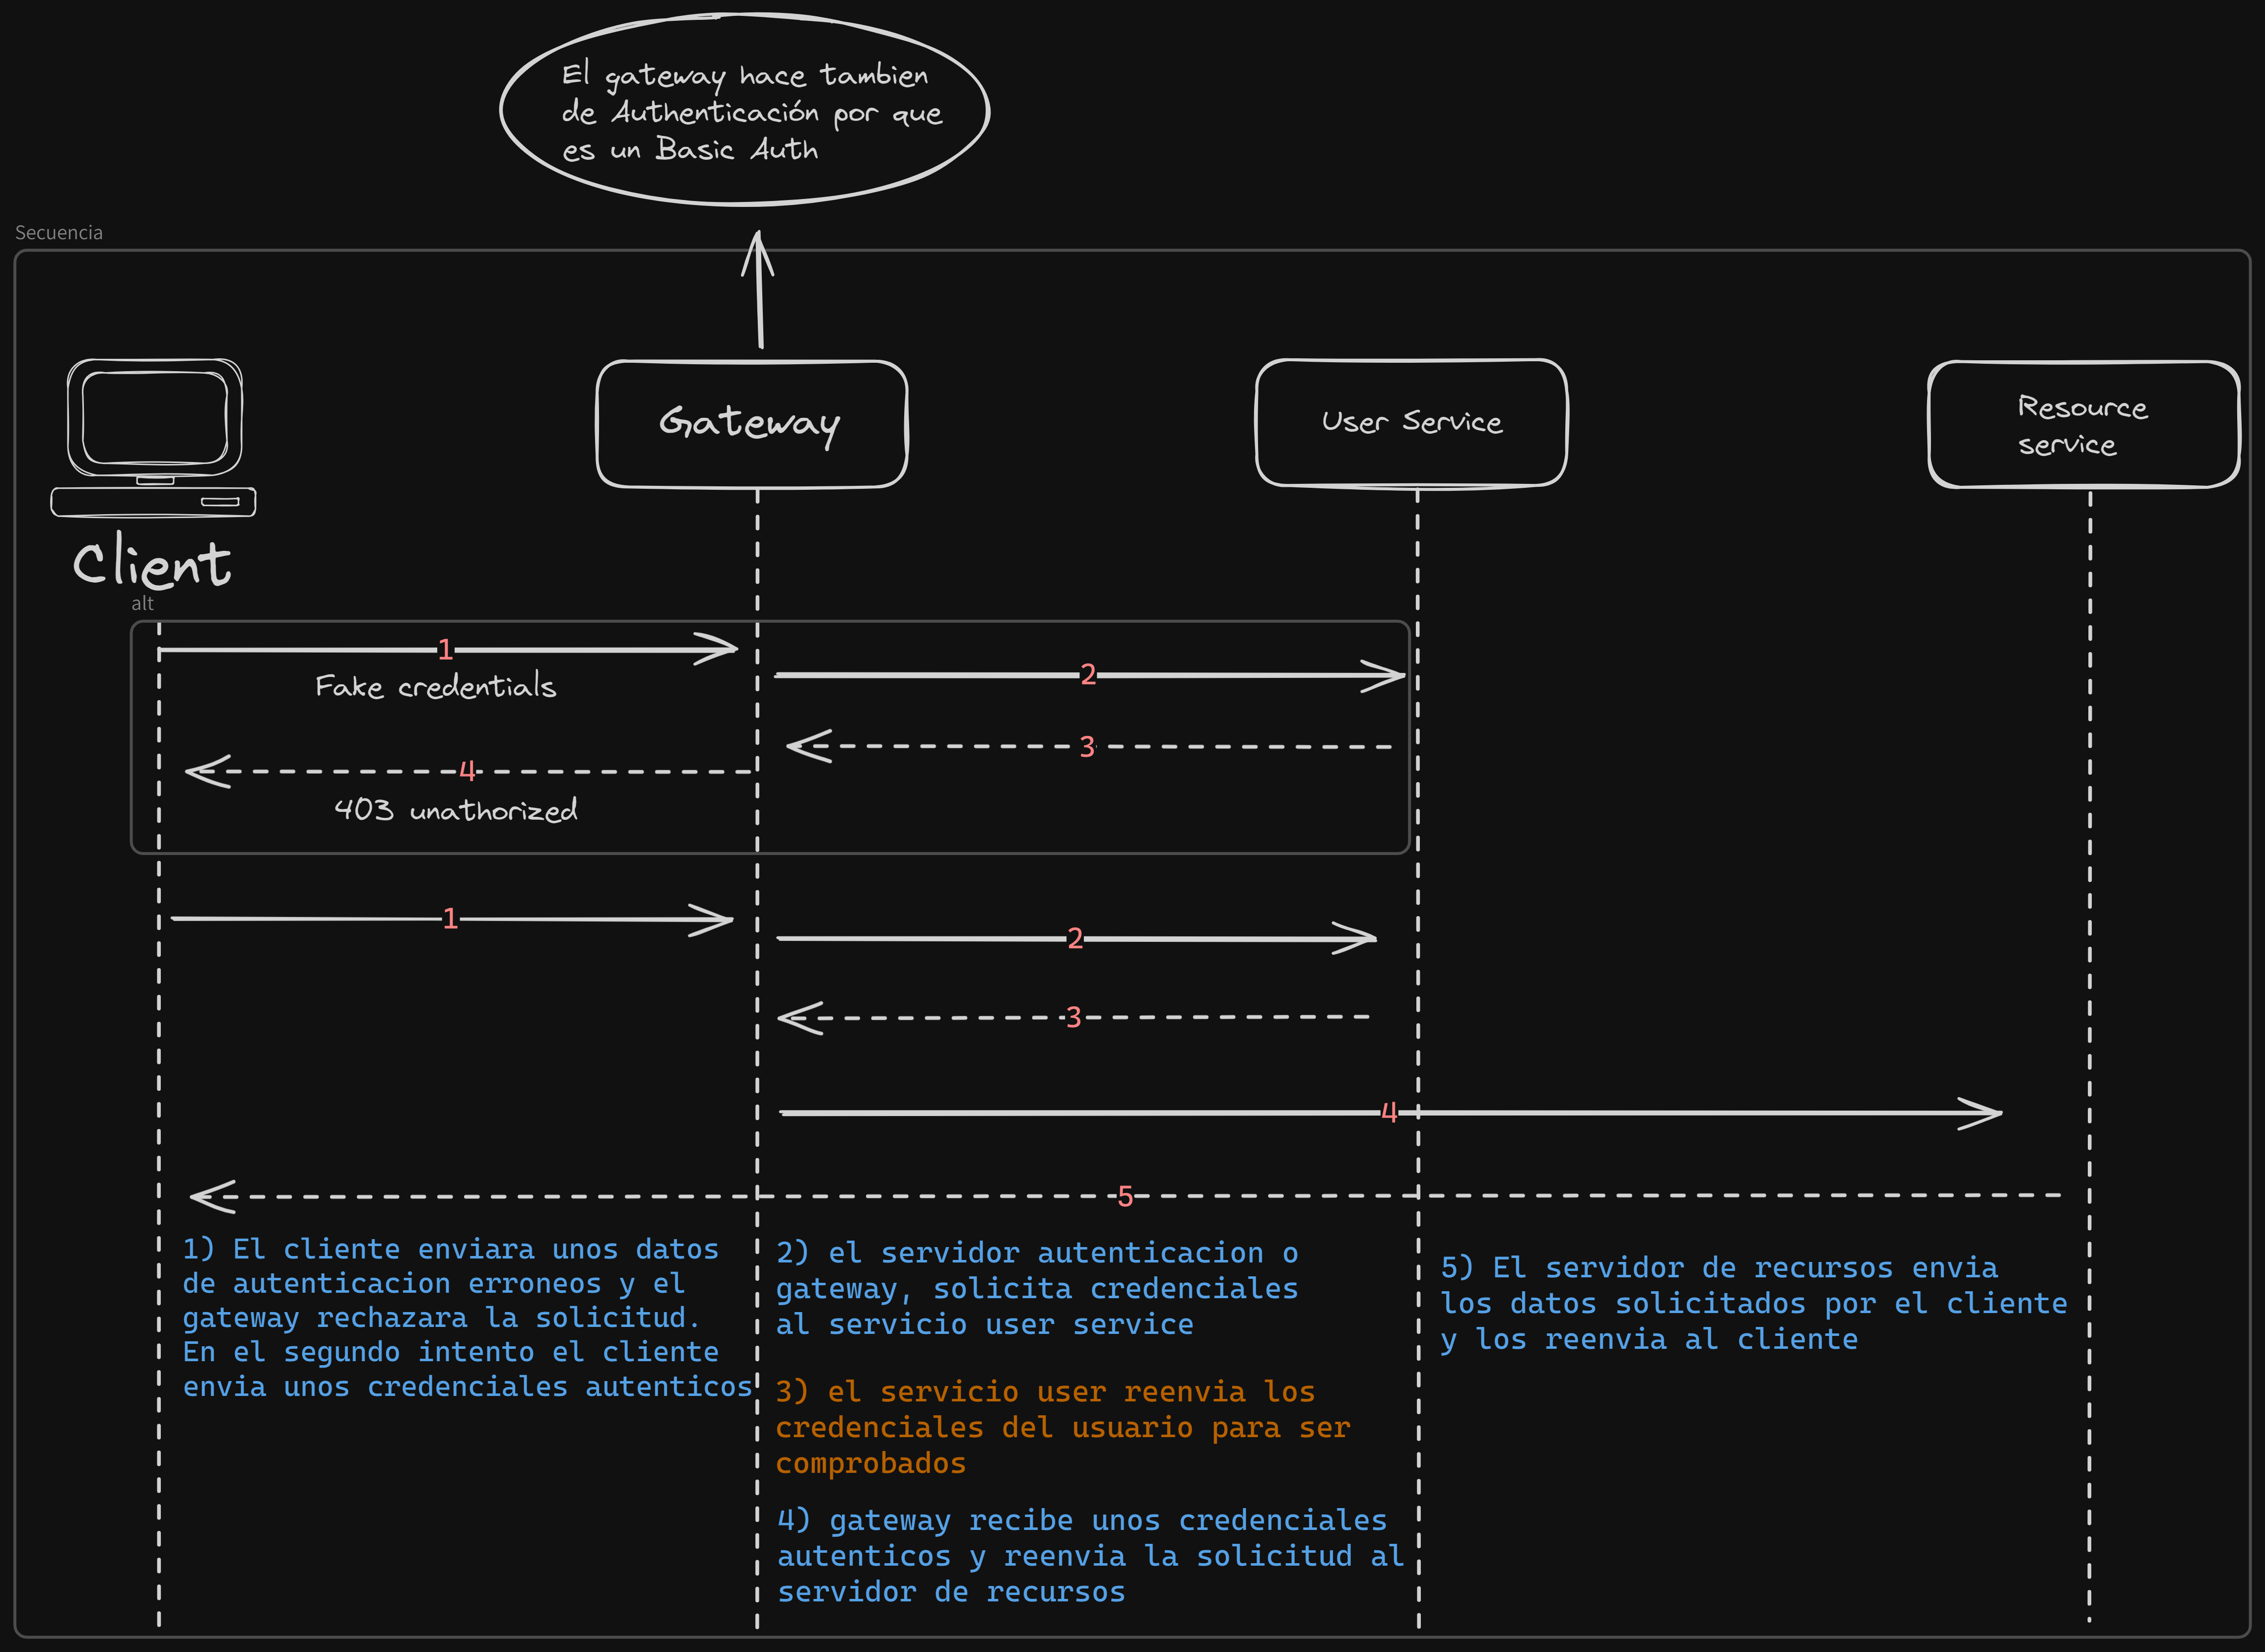 El gateway hace tambien
de Authenticación por que
es un Basic Auth
Secuencia
Gateway
User Service
Resource
service
Client
alt
1
Fake credentials
2
3
4
403 unathorized
1
2
3
4
5
1) El cliente enviara unos datos
de autenticacion erroneos y el
gateway rechazara la solicitud.
En el segundo intento el cliente
envia unos credenciales autenticos
2) el servidor autenticacion o
gateway, solicita credenciales
al servicio user service
3) el servicio user reenvia los
credenciales del usuario para ser
comprobados
4) gateway recibe unos credenciales
autenticos y reenvia la solicitud al
servidor de recursos
5) El servidor de recursos envia
los datos solicitados por el cliente
y los reenvia al cliente